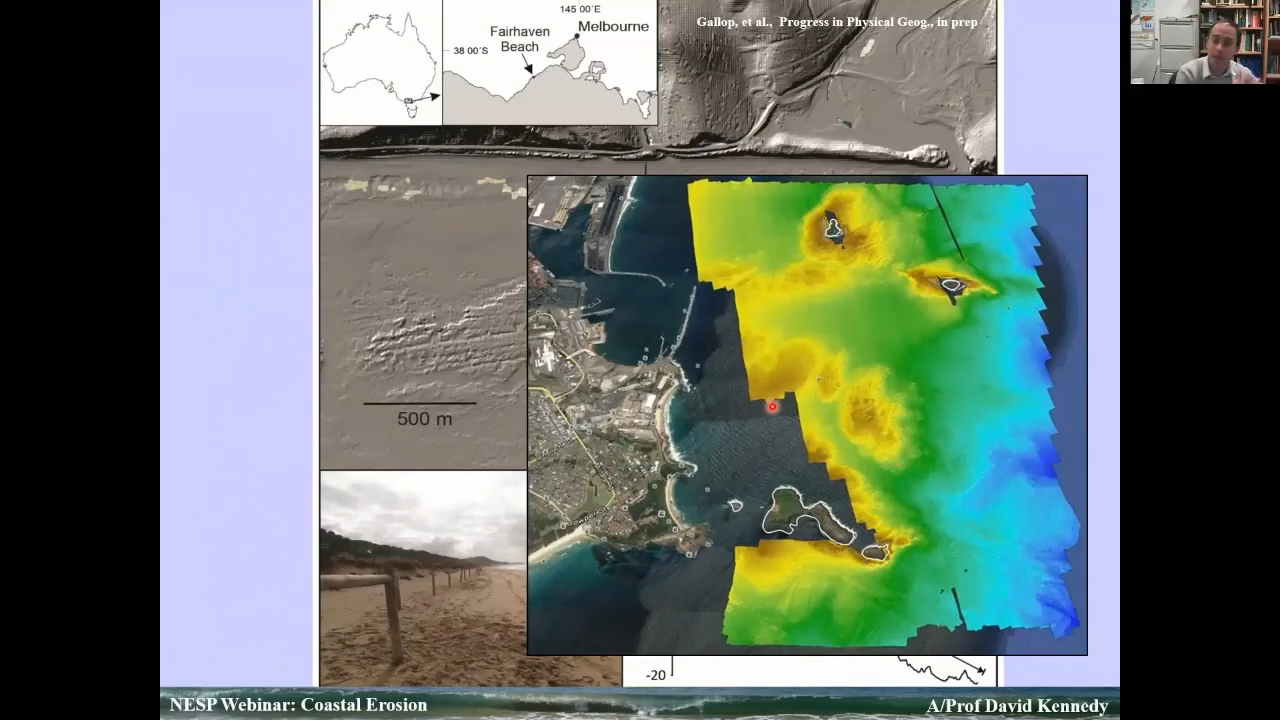 145 00´E
Gallop, et al., Progress in Physical Geog., in prep
Melbourne
Fairhaven
Beach
38 00´S
500 m
-20
NESP Webinar: Coastal Erosion
A/Prof David Kennedy